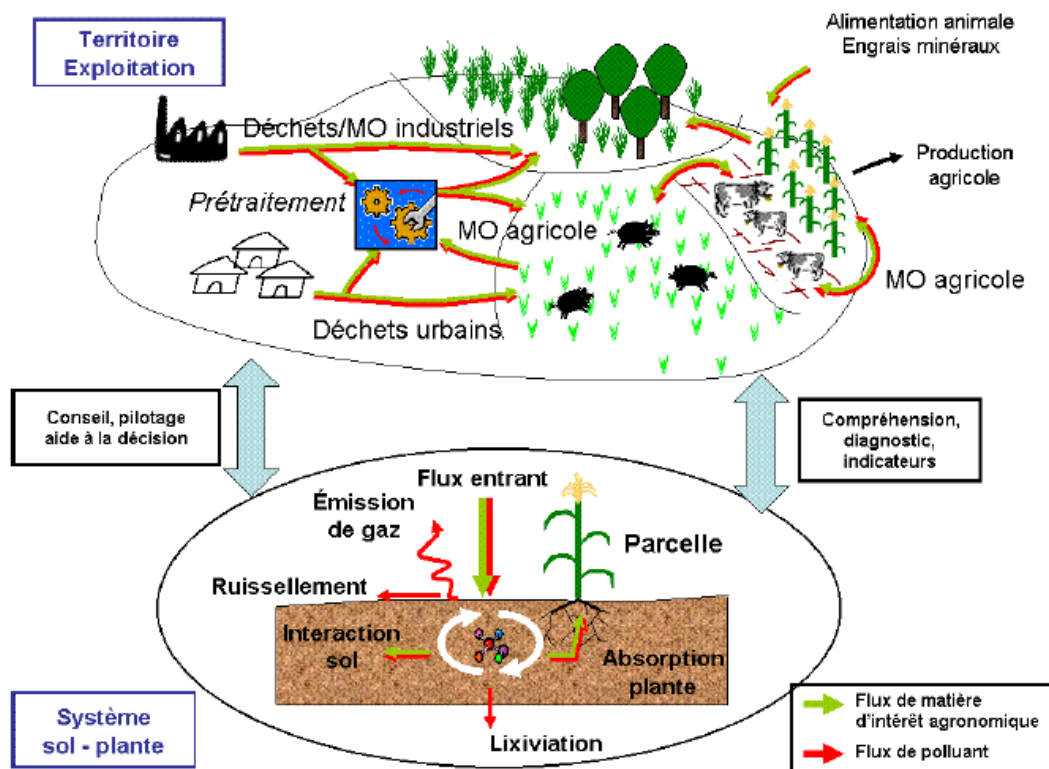 Territoire
Exploitation
Alimentation animale
Engrais minéraux
Déchets/MO industriels
Production
agricole
Prétraitement
MO agricole
MO agricole
Déchets urbains
Conseil, pilotage
aide à la décision
Compréhension,
diagnostic,
indicateurs
Flux entrant
Émission
de gaz
Parcelle
Ruissellement
Interaction
sol
Absorption
plante
Lixiviation
Système
sol - plante
Flux de matière
d'intérêt agronomique
Flux de polluant